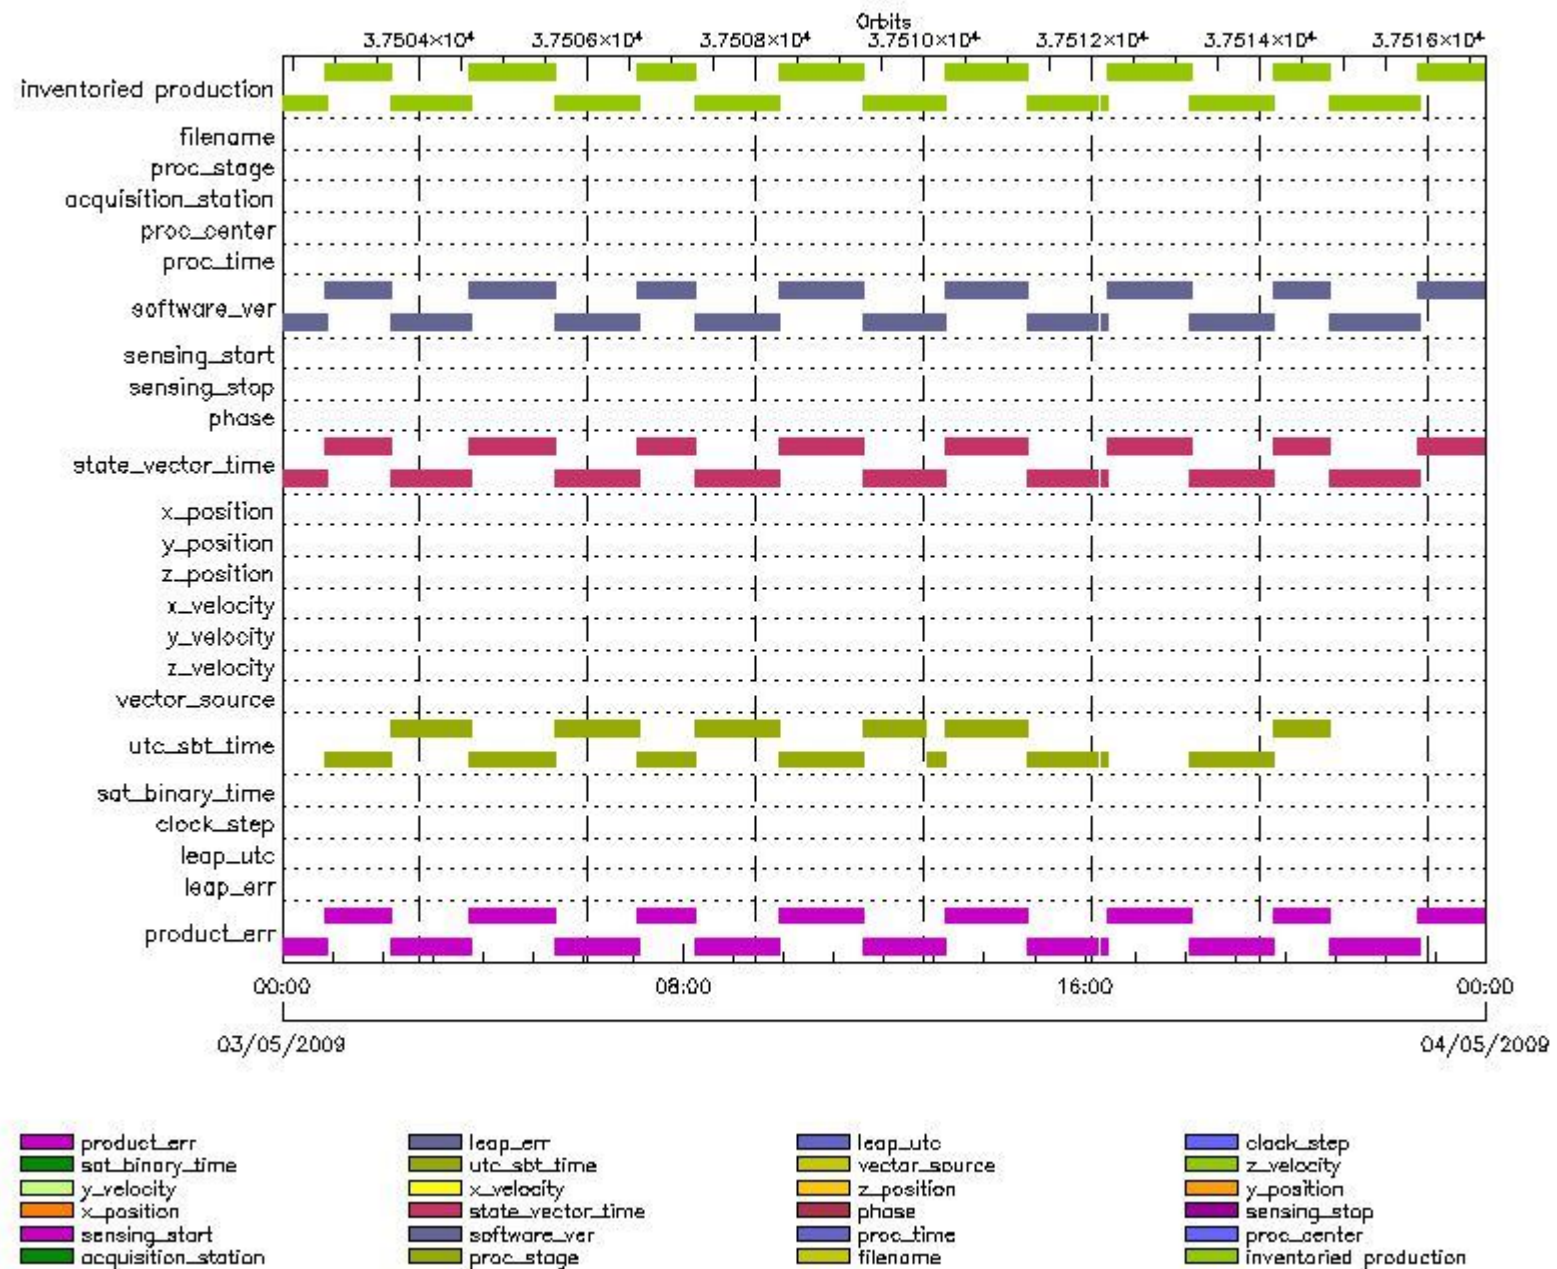 Orbits
3.7504×10⁴ 3.7506×10⁴ 3.7508×10⁴ 3.7510×10⁴ 3.7512×10⁴ 3.7514×10⁴ 3.7516×10⁴
inventoried production
filename
proc_stage
acquisition_station
proc_center
proc_time
software_ver
sensing_start
sensing_stop
phase
state_vector_time
x_position
y_position
z_position
x_velocity
y_velocity
z_velocity
vector_source
utc_sbt_time
sat_binary_time
clock_step
leap_utc
leap_err
product_err
00:00 08:00 16:00 00:00
03/05/2009 04/05/2009
product_err leap_err leap_utc clock_step
sat_binary_time utc_sbt_time vector_source z_velocity
y_velocity x_velocity z_position y_position
x_position state_vector_time phase sensing_stop
sensing_start software_ver proc_time proc_center
acquisition_station proc_stage filename inventoried production